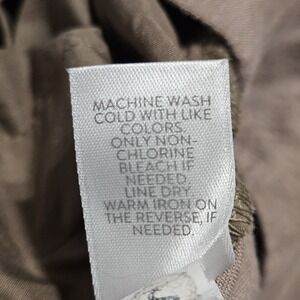 MACHINE WASH
COLD WITH LIKE
COLORS.
ONLY NON-
CHLORINE
BLEACH IF
NEEDED.
LINE DRY.
WARM IRON ON
THE REVERSE, IF
NEEDED.